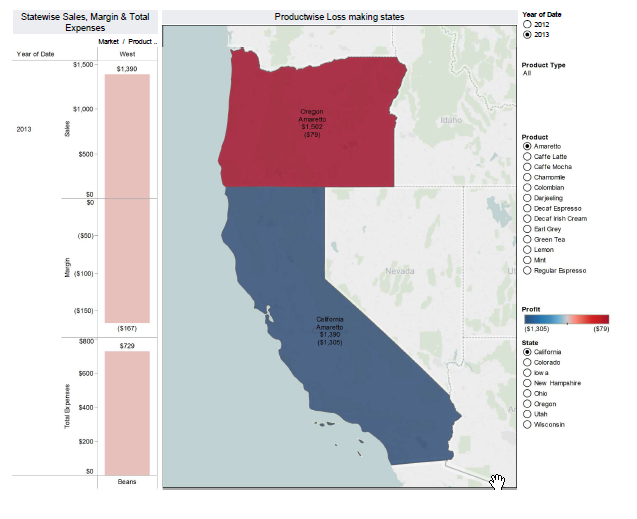 Statewise Sales, Margin & Total
Expenses
Market / Product ..
Year of Date
West
$1,500
$1,390
$1,000
2013
Sales
$500
$0
$0
($50)
Margin
($100)
($150)
($167)
$800
$729
$600
Total Expenses
$400
$200
$0
Beans
Productwise Loss making states
Oregon
Amaretto
$1,502
($79)
Idaho
Nevada
California
Amaretto
$1,390
($1,305)
Year of Date
2012
2013
Product Type
All
Product
Amaretto
Caffe Latte
Caffe Mocha
Chamomile
Colombian
Darjeeling
Decaf Espresso
Decaf Irish Cream
Earl Grey
Green Tea
Lemon
Mint
Regular Espresso
Profit
($1,305)
($79)
State
California
Colorado
Iowa
New Hampshire
Ohio
Oregon
Utah
Wisconsin